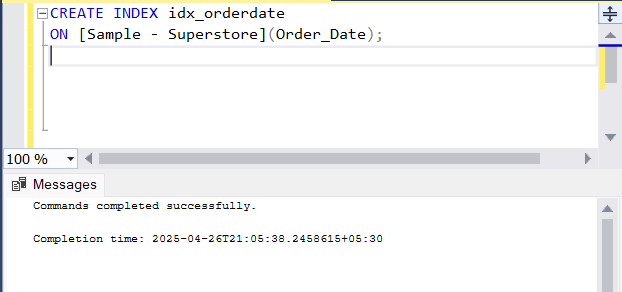 CREATE INDEX idx_orderdate
ON [Sample - Superstore](Order_Date);
100 %
Messages
Commands completed successfully.
Completion time: 2025-04-26T21:05:38.2458615+05:30